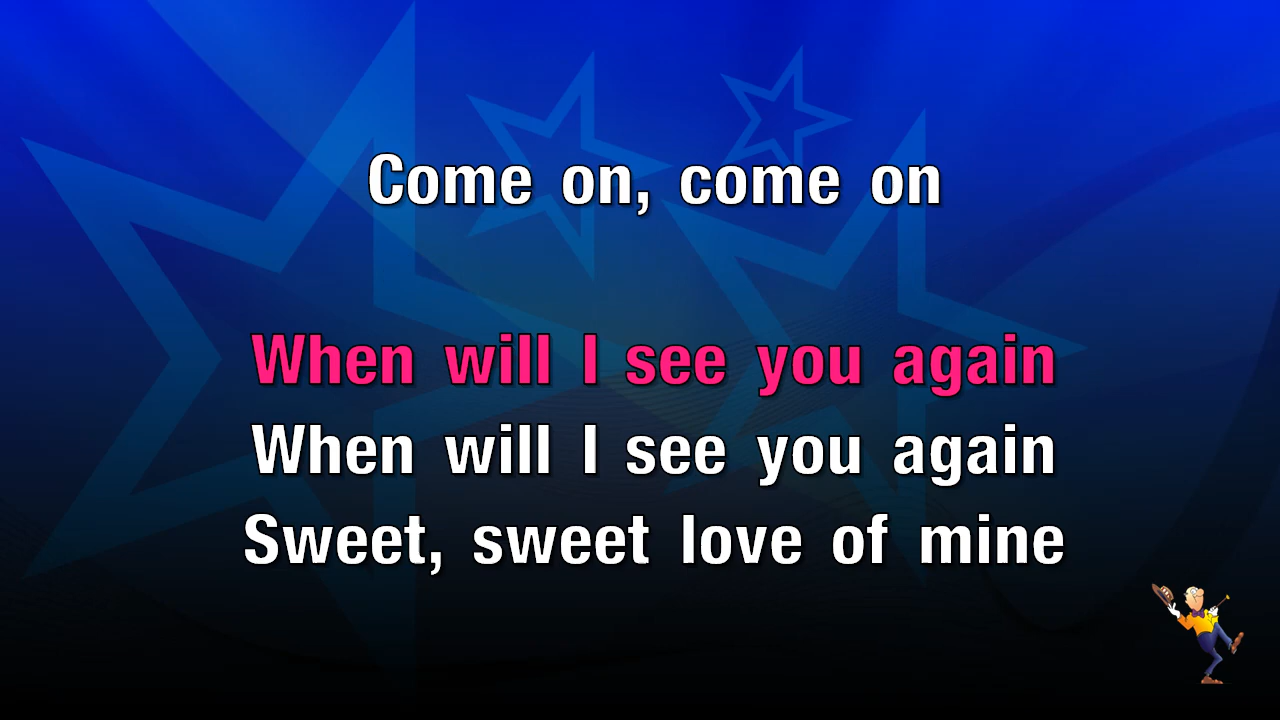 Come on, come on
When will I see you again
When will I see you again
Sweet, sweet love of mine